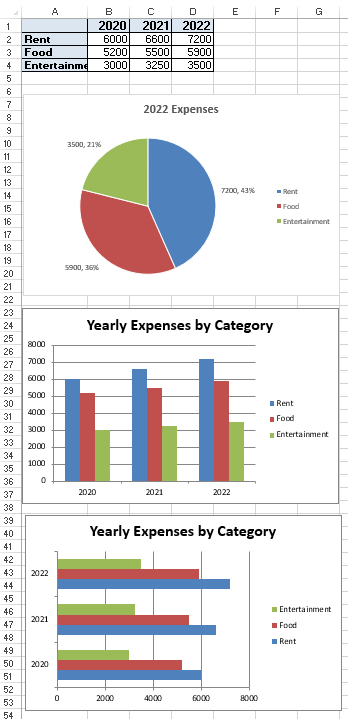 A B C D E F G
1 2020 2021 2022
2 Rent 6000 6600 7200
3 Food 5200 5500 5900
4 Entertainme 3000 3250 3500
5
6
7
8 2022 Expenses
9
10 3500, 21%
11
12
13 7200, 43%
14 Rent
15 Food
16 Entertainment
17
18
19 5900, 36%
20
21
22
23
24 Yearly Expenses by Category
25 8000
26
27 7000
28 6000
29 5000 Rent
30 4000 Food
31 3000 Entertainment
32
33 2000
34 1000
35 0
36 2020 2021 2022
37
38
39
40 Yearly Expenses by Category
41
42
43 2022
44
45
46 Entertainment
47 2021 Food
48 Rent
49
50 2020
51
52
53 0 2000 4000 6000 8000
54